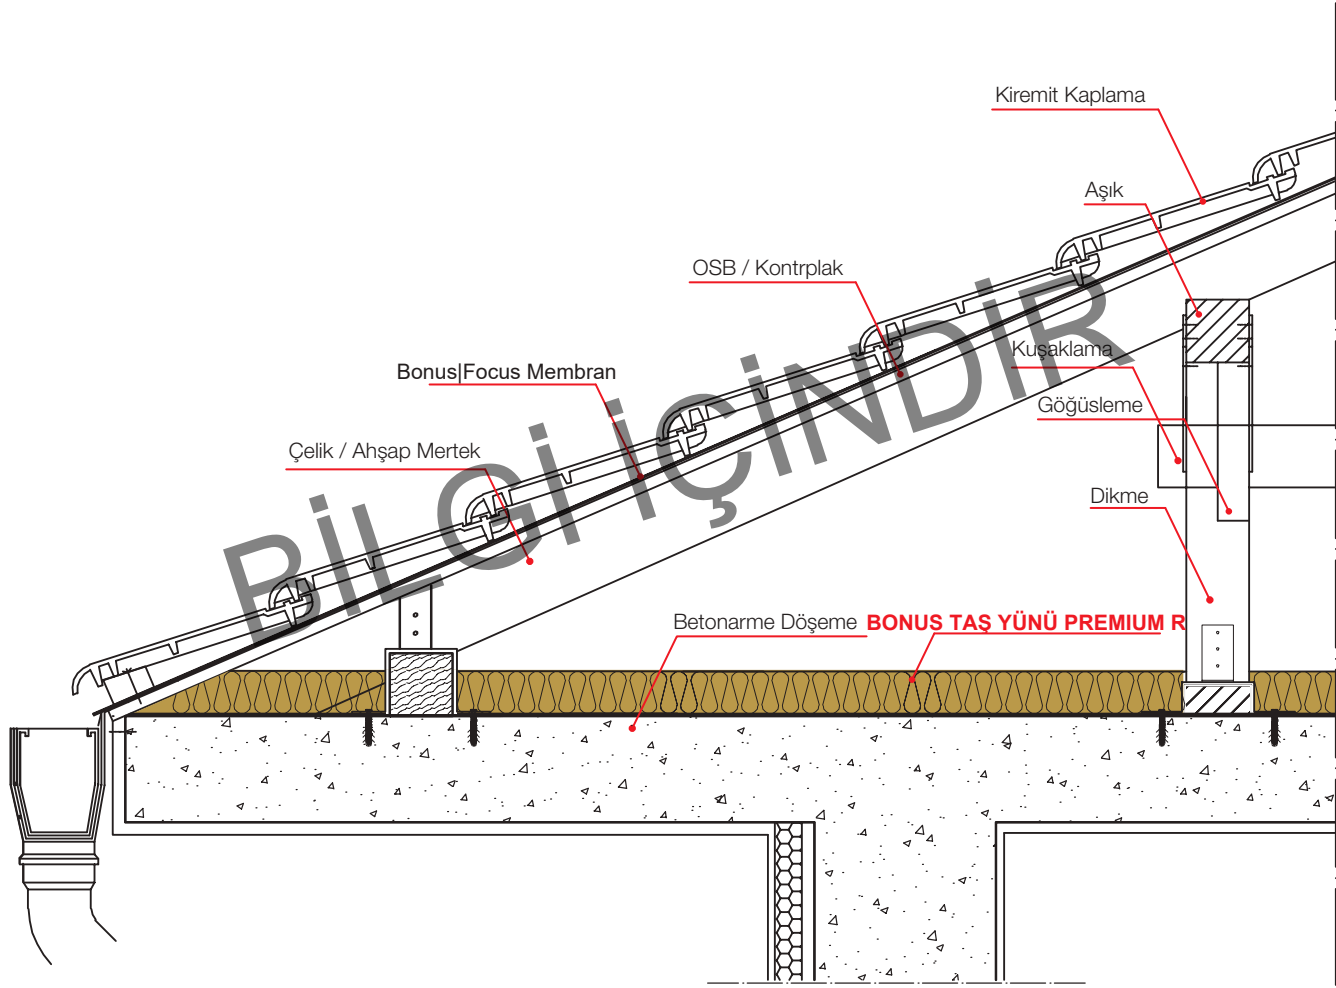 Kiremit Kaplama
Aşık
OSB / Kontrplak
Kuşaklama
Bonus|Focus Membran
Göğüsleme
Çelik / Ahşap Mertek
Dikme
BİLGİ İÇİNDİR
Betonarme Döşeme BONUS TAŞ YÜNÜ PREMIUM R